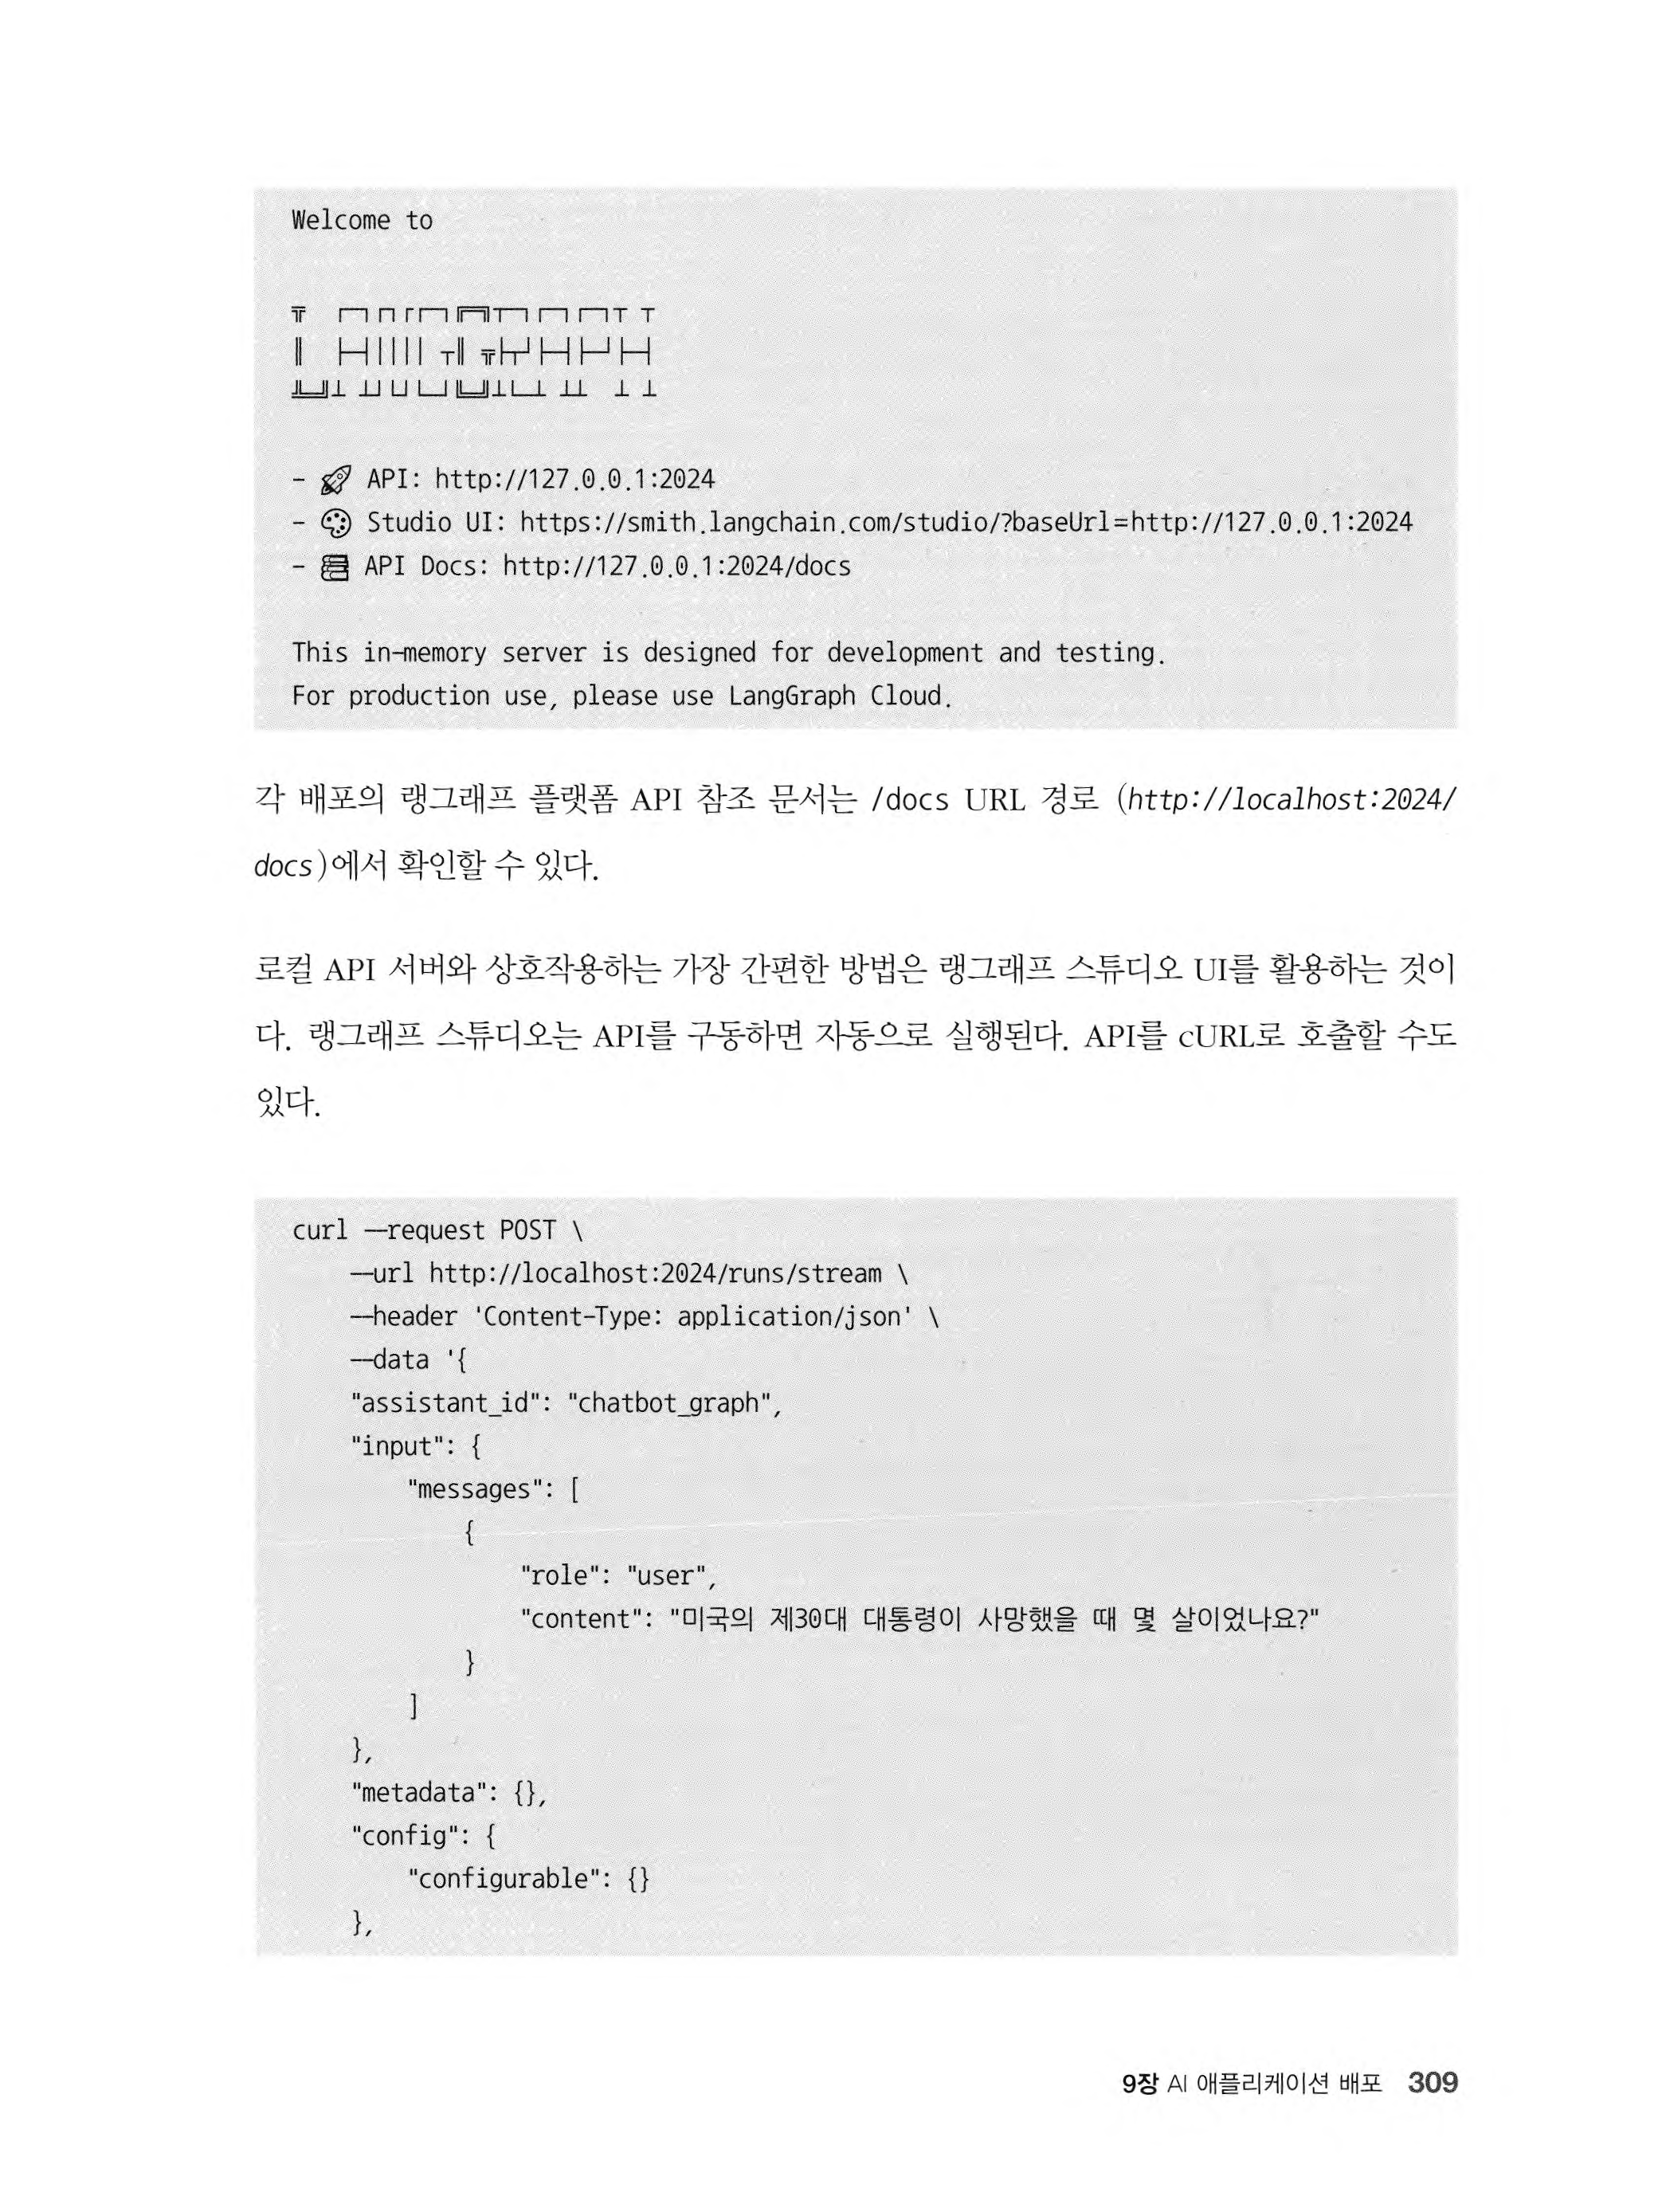 Welcome to
╦  ┌─┐┌┐┌┌─┐╔═╗┬─┐┌─┐┌─┐┬ ┬
║  ├─┤││││ ┬║ ╦├┬┘├─┤├─┘├─┤
╩═╝┴ ┴┘└┘└─┘╚═╝┴└─┴ ┴┴  ┴ ┴
- 🚀 API: http://127.0.0.1:2024
- 🎨 Studio UI: https://smith.langchain.com/studio/?baseUrl=http://127.0.0.1:2024
- 📚 API Docs: http://127.0.0.1:2024/docs
This in-memory server is designed for development and testing.
For production use, please use LangGraph Cloud.
각 배포의 랭그래프 플랫폼 API 참조 문서는 /docs URL 경로 (http://localhost:2024/
docs)에서 확인할 수 있다.
로컬 API 서버와 상호작용하는 가장 간편한 방법은 랭그래프 스튜디오 UI를 활용하는 것이
다. 랭그래프 스튜디오는 API를 구동하면 자동으로 실행된다. API를 cURL로 호출할 수도
있다.
curl --request POST \
--url http://localhost:2024/runs/stream \
--header 'Content-Type: application/json' \
--data '{
"assistant_id": "chatbot_graph",
"input": {
"messages": [
{
"role": "user",
"content": "미국의 제30대 대통령이 사망했을 때 몇 살이었나요?"
}
]
},
"metadata": {},
"config": {
"configurable": {}
},
9장 AI 애플리케이션 배포 309